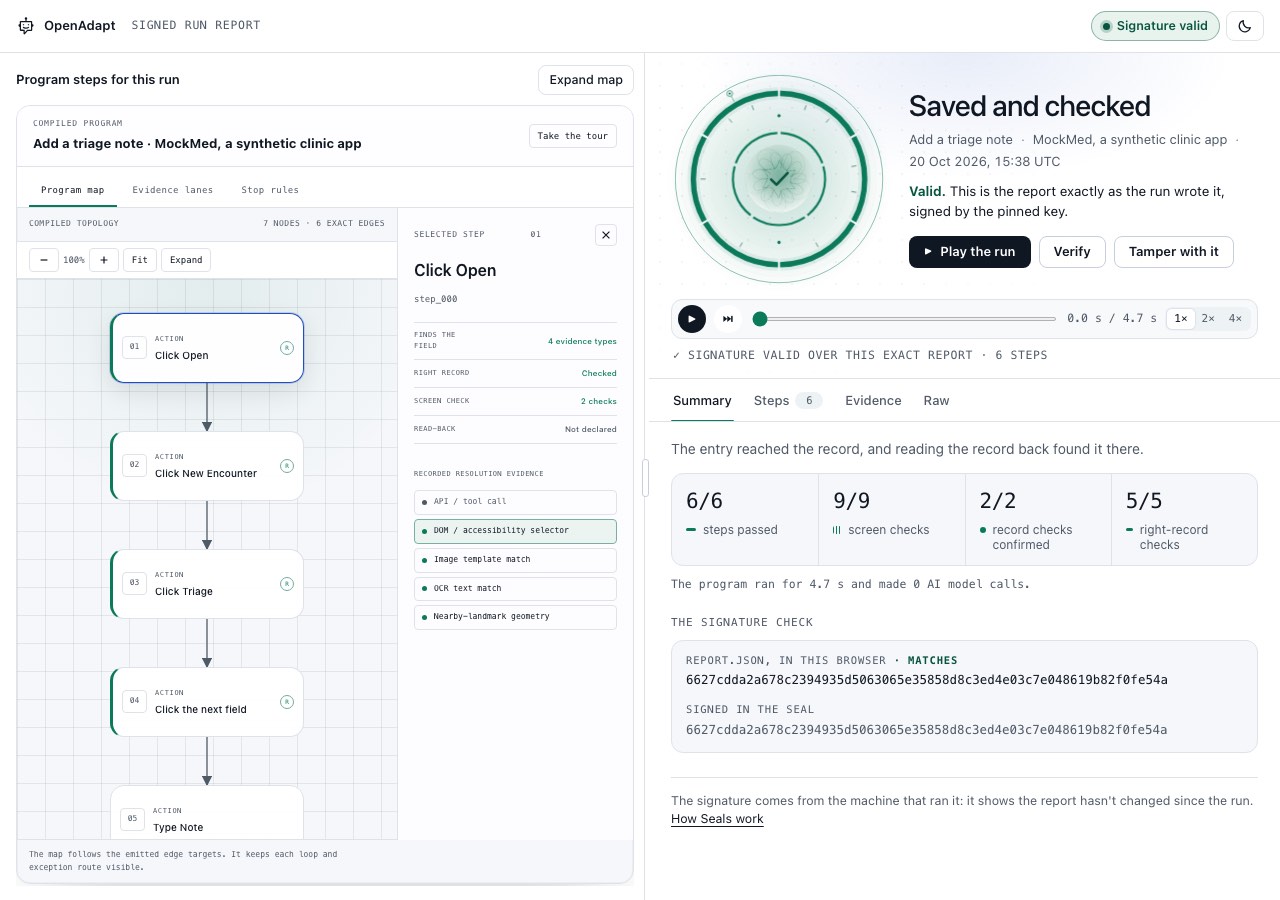 OpenAdapt SIGNED RUN REPORT
Signature valid
Program steps for this run
Expand map
COMPILED PROGRAM
Add a triage note · MockMed, a synthetic clinic app
Take the tour
Program map Evidence lanes Stop rules
COMPILED TOPOLOGY 7 NODES · 6 EXACT EDGES
− 100% + Fit Expand
01 ACTION
Click Open
R
02 ACTION
Click New Encounter
R
03 ACTION
Click Triage
R
04 ACTION
Click the next field
R
05 ACTION
Type Note
SELECTED STEP 01 ✕
Click Open
step_000
FINDS THE
FIELD
4 evidence types
RIGHT RECORD Checked
SCREEN CHECK 2 checks
READ-BACK Not declared
RECORDED RESOLUTION EVIDENCE
API / tool call
DOM / accessibility selector
Image template match
OCR text match
Nearby-landmark geometry
The map follows the emitted edge targets. It keeps each loop and
exception route visible.
Saved and checked
Add a triage note · MockMed, a synthetic clinic app ·
20 Oct 2026, 15:38 UTC
Valid. This is the report exactly as the run wrote it,
signed by the pinned key.
Play the run Verify Tamper with it
0.0 s / 4.7 s 1× 2× 4×
✓ SIGNATURE VALID OVER THIS EXACT REPORT · 6 STEPS
Summary Steps 6 Evidence Raw
The entry reached the record, and reading the record back found it there.
6/6
steps passed
9/9
screen checks
2/2
record checks
confirmed
5/5
right-record
checks
The program ran for 4.7 s and made 0 AI model calls.
THE SIGNATURE CHECK
REPORT.JSON, IN THIS BROWSER · MATCHES
6627cdda2a678c2394935d5063065e35858d8c3ed4e03c7e048619b82f0fe54a
SIGNED IN THE SEAL
6627cdda2a678c2394935d5063065e35858d8c3ed4e03c7e048619b82f0fe54a
The signature comes from the machine that ran it: it shows the report hasn't changed since the run.
How Seals work